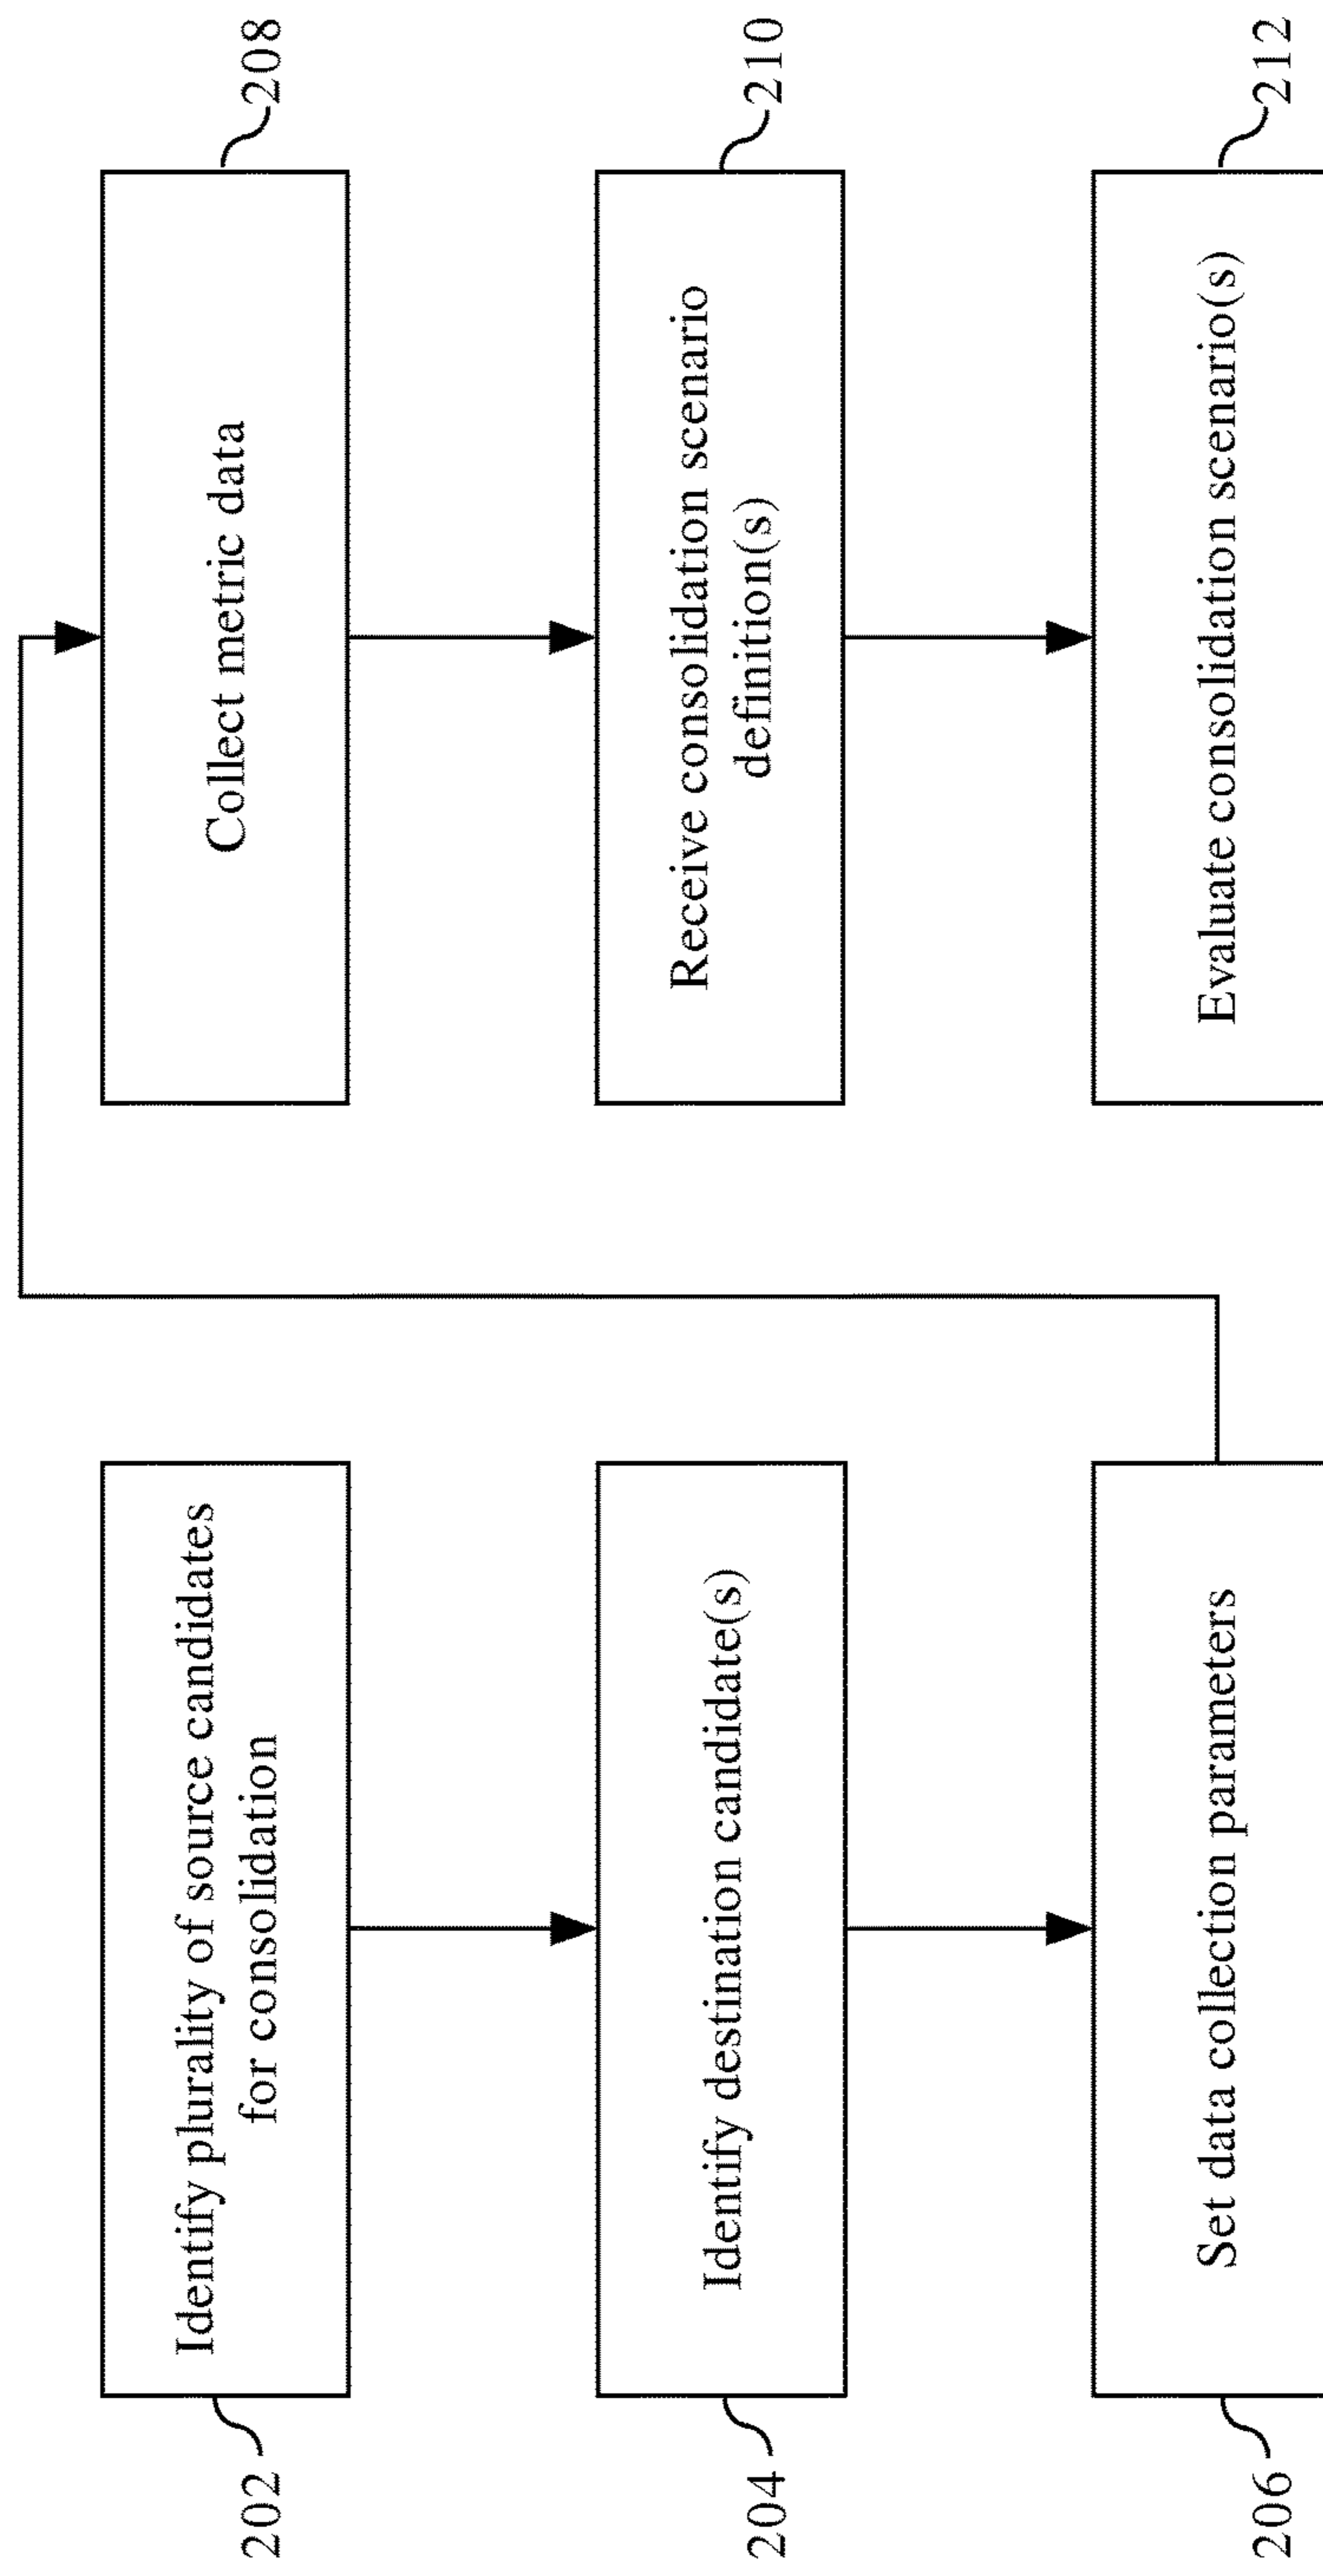 202
Identify plurality of source candidates
for consolidation
204
Identify destination candidate(s)
206
Set data collection parameters
208
Collect metric data
210
Receive consolidation scenario
definition(s)
212
Evaluate consolidation scenario(s)